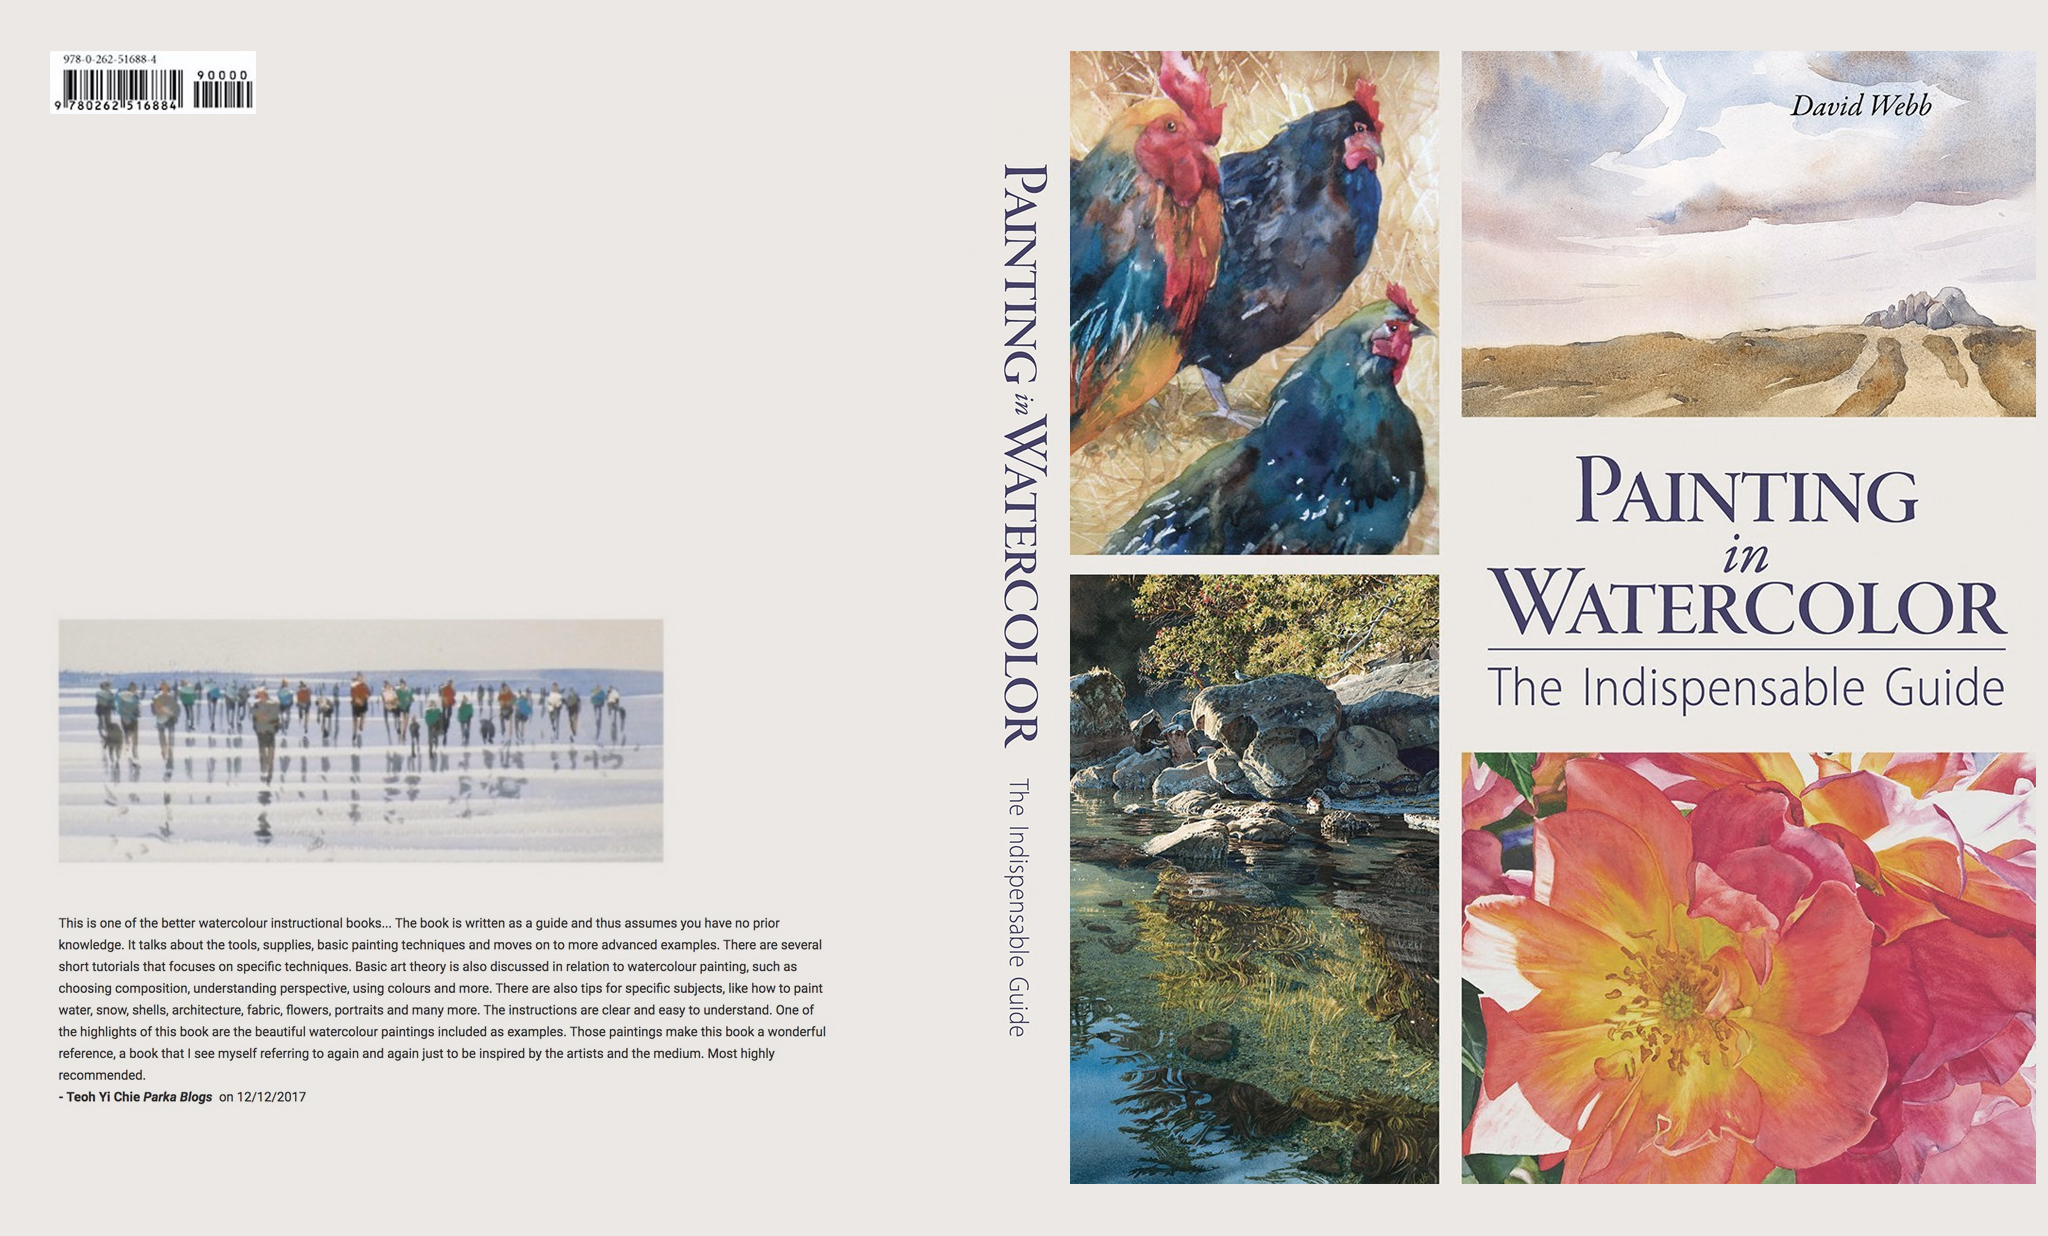 978-0-262-51688-4
90000
9 780262 516884
This is one of the better watercolour instructional books... The book is written as a guide and thus assumes you have no prior
knowledge. It talks about the tools, supplies, basic painting techniques and moves on to more advanced examples. There are several
short tutorials that focuses on specific techniques. Basic art theory is also discussed in relation to watercolour painting, such as
choosing composition, understanding perspective, using colours and more. There are also tips for specific subjects, like how to paint
water, snow, shells, architecture, fabric, flowers, portraits and many more. The instructions are clear and easy to understand. One of
the highlights of this book are the beautiful watercolour paintings included as examples. Those paintings make this book a wonderful
reference, a book that I see myself referring to again and again just to be inspired by the artists and the medium. Most highly
recommended.
- Teoh Yi Chie Parka Blogs on 12/12/2017
PAINTING in WATERCOLOR The Indispensable Guide
David Webb
PAINTING
in
WATERCOLOR
The Indispensable Guide